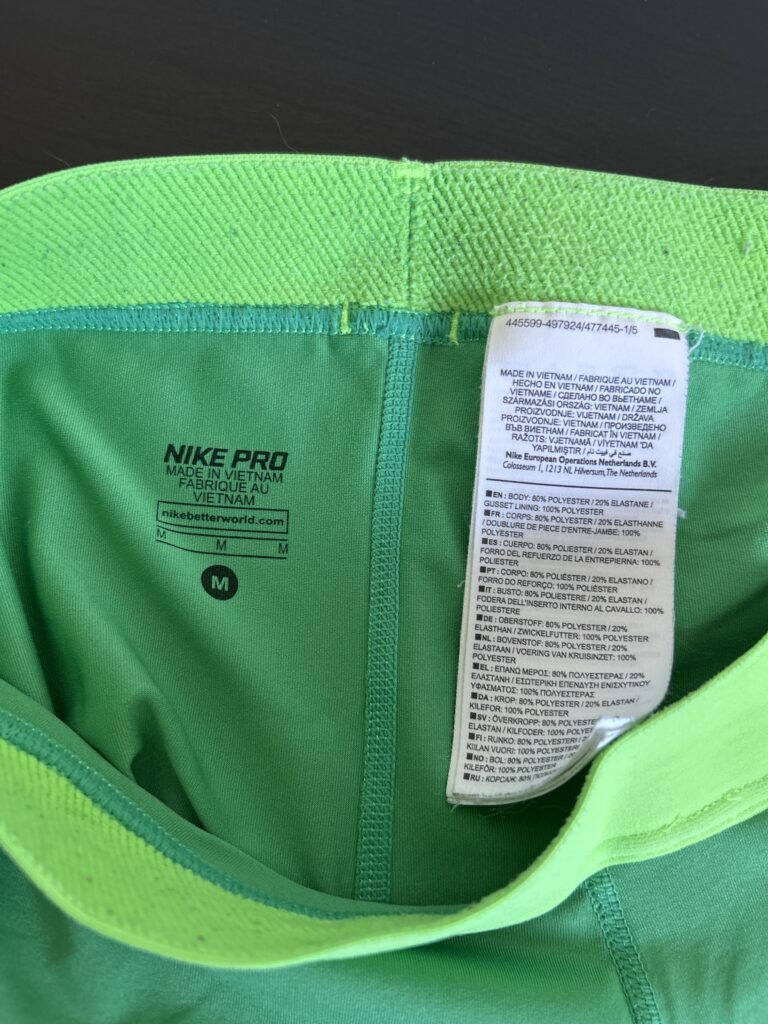 NIKE PRO
MADE IN VIETNAM
FABRIQUE AU
VIETNAM
nikebetterworld.com
M M M
M
445599-497924/477445-1/5
MADE IN VIETNAM / FABRIQUE AU VIETNAM /
HECHO EN VIETNAM / FABRICADO NO
VIETNAME / СДЕЛАНО ВО ВЬЕТНАМЕ /
SZÁRMAZÁSI ORSZÁG: VIETNAM / ZEMLJA
PROIZVODNJE: VIJETNAM / DRŽAVA
PROIZVODNJE: VIETNAM / ПРОИЗВЕДЕНО
ВЪВ ВИЕТНАМ / FABRICAT ÎN VIETNAM /
RAŽOTS: VJETNAMĀ / VİYETNAM 'DA
YAPILMIŞTIR / صنع في فييت نام
Nike European Operations Netherlands B.V.
Colosseum 1, 1213 NL Hilversum, The Netherlands
■EN : BODY: 80% POLYESTER / 20% ELASTANE /
GUSSET LINING: 100% POLYESTER
■FR : CORPS: 80% POLYESTER / 20% ELASTHANNE
/ DOUBLURE DE PIECE D'ENTRE-JAMBE: 100%
POLYESTER
■ES : CUERPO: 80% POLIESTER / 20% ELASTAN /
FORRO DEL REFUERZO DE LA ENTREPIERNA: 100%
POLIESTER
■PT : CORPO: 80% POLIÉSTER / 20% ELASTANO /
FORRO DO REFORÇO: 100% POLIÉSTER
■IT : BUSTO: 80% POLIESTERE / 20% ELASTAN /
FODERA DELL'INSERTO INTERNO AL CAVALLO: 100%
POLIESTERE
■DE : OBERSTOFF: 80% POLYESTER / 20%
ELASTHAN / ZWICKELFUTTER: 100% POLYESTER
■NL : BOVENSTOF: 80% POLYESTER / 20%
ELASTAAN / VOERING VAN KRUISINZET: 100%
POLYESTER
■EL : ΕΠΑΝΩ ΜΕΡΟΣ: 80% ΠΟΛΥΕΣΤΕΡΑΣ / 20%
ΕΛΑΣΤΑΝΗ / ΕΣΩΤΕΡΙΚΗ ΕΠΕΝΔΥΣΗ ΕΝΙΣΧΥΤΙΚΟΥ
ΥΦΑΣΜΑΤΟΣ: 100% ΠΟΛΥΕΣΤΕΡΑΣ
■DA : KROP: 80% POLYESTER / 20% ELASTAN /
KILEFOR: 100% POLYESTER
■SV : ÖVERKROPP: 80% POLYESTER
ELASTAN / KILFODER: 100% POLYESTER
■FI : RUNKO: 80% POLYESTERI /
KIILAN VUORI: 100% POLYESTERI
■NO : BOL: 80% POLYESTER /
KILEFÔR: 100% POLYESTER
■RU : КОРСАЖ: 80%